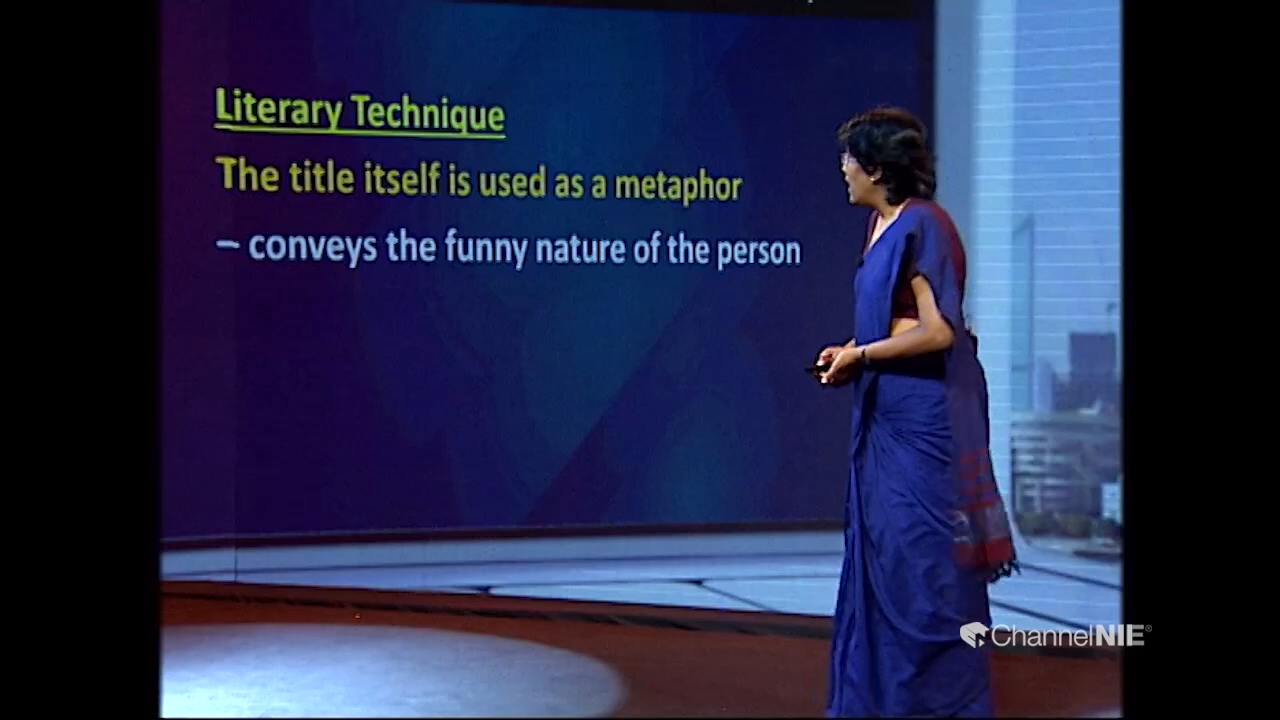 Literary Technique
The title itself is used as a metaphor
– conveys the funny nature of the person
ChannelNIE®